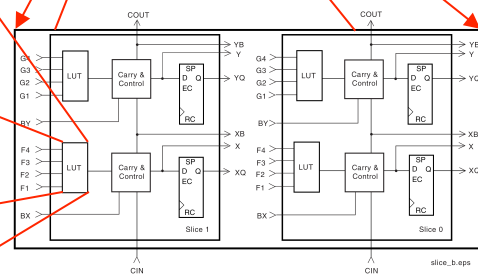 COUT COUT
YB YB
Y Y
G4 G4
SP SP
G3 G3
LUT Carry & Control D Q YQ LUT Carry & Control D Q YQ
G2 EC G2 EC
G1 G1
RC RC
BY BY
XB XB
X X
F4 F4
SP SP
F3 F3
LUT Carry & Control D Q XQ LUT Carry & Control D Q XQ
F2 EC F2 EC
F1 F1
RC RC
BX BX
Slice 1 Slice 0
slice_b.eps
CIN CIN